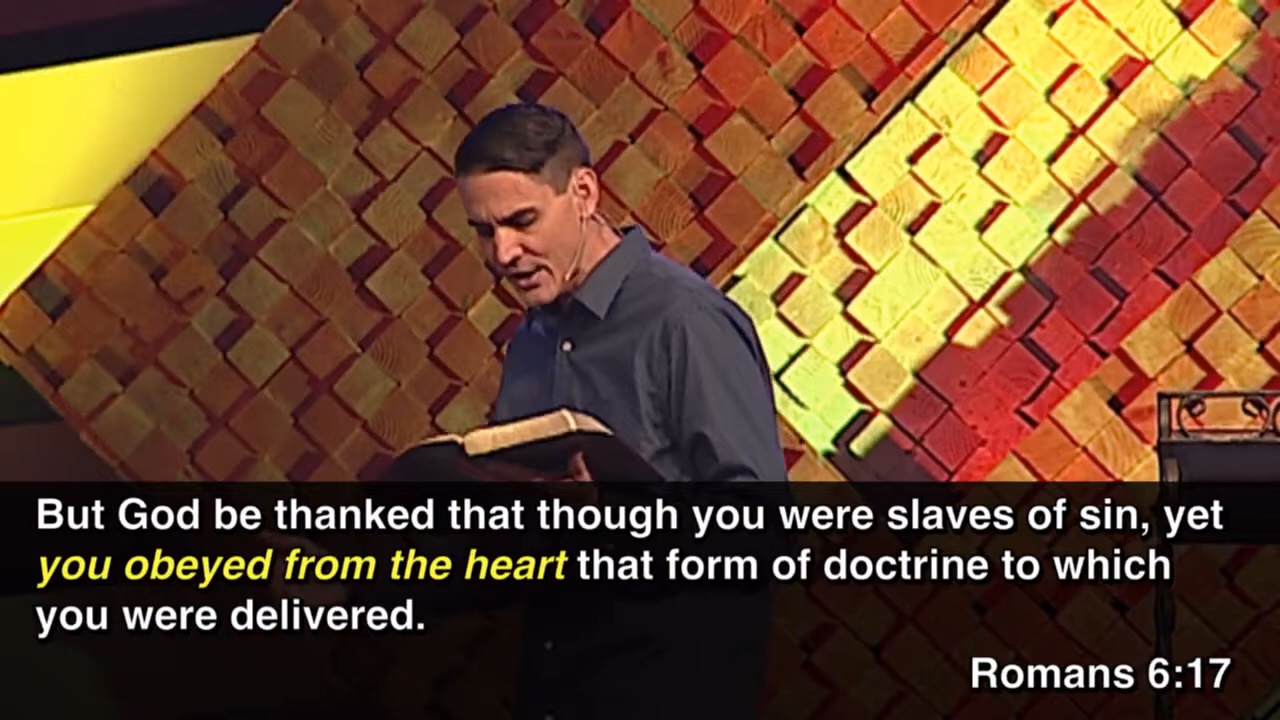 But God be thanked that though you were slaves of sin, yet
you obeyed from the heart that form of doctrine to which
you were delivered.
Romans 6:17